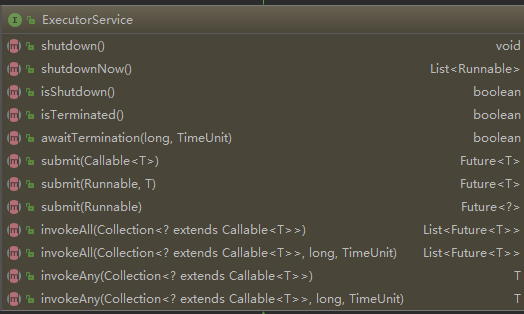 ExecutorService
shutdown() void
shutdownNow() List<Runnable>
isShutdown() boolean
isTerminated() boolean
awaitTermination(long, TimeUnit) boolean
submit(Callable<T>) Future<T>
submit(Runnable, T) Future<T>
submit(Runnable) Future<?>
invokeAll(Collection<? extends Callable<T>>) List<Future<T>>
invokeAll(Collection<? extends Callable<T>>, long, TimeUnit) List<Future<T>>
invokeAny(Collection<? extends Callable<T>>) T
invokeAny(Collection<? extends Callable<T>>, long, TimeUnit) T